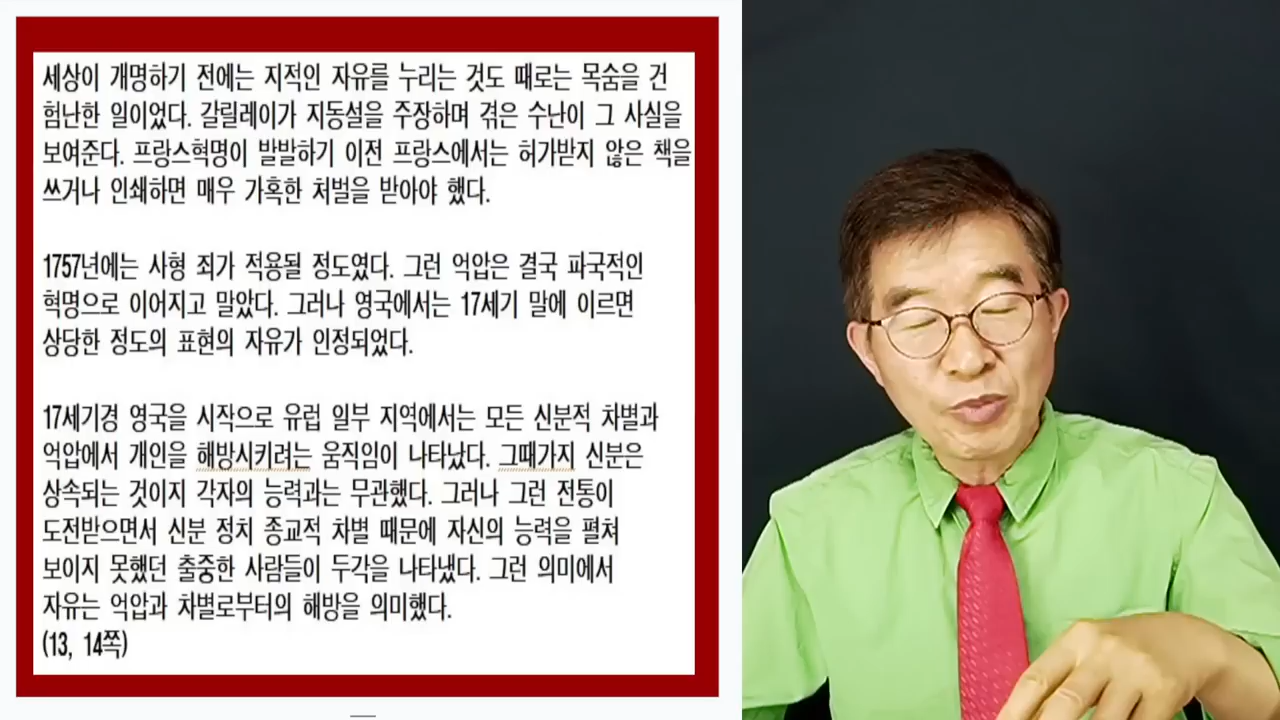 세상이 개명하기 전에는 지적인 자유를 누리는 것도 때로는 목숨을 건
험난한 일이었다. 갈릴레이가 지동설을 주장하며 겪은 수난이 그 사실을
보여준다. 프랑스혁명이 발발하기 이전 프랑스에서는 허가받지 않은 책을
쓰거나 인쇄하면 매우 가혹한 처벌을 받아야 했다.
1757년에는 사형 죄가 적용될 정도였다. 그런 억압은 결국 파국적인
혁명으로 이어지고 말았다. 그러나 영국에서는 17세기 말에 이르면
상당한 정도의 표현의 자유가 인정되었다.
17세기경 영국을 시작으로 유럽 일부 지역에서는 모든 신분적 차별과
억압에서 개인을 해방시키려는 움직임이 나타났다. 그때가지 신분은
상속되는 것이지 각자의 능력과는 무관했다. 그러나 그런 전통이
도전받으면서 신분 정치 종교적 차별 때문에 자신의 능력을 펼쳐
보이지 못했던 출중한 사람들이 두각을 나타냈다. 그런 의미에서
자유는 억압과 차별로부터의 해방을 의미했다.
(13, 14쪽)